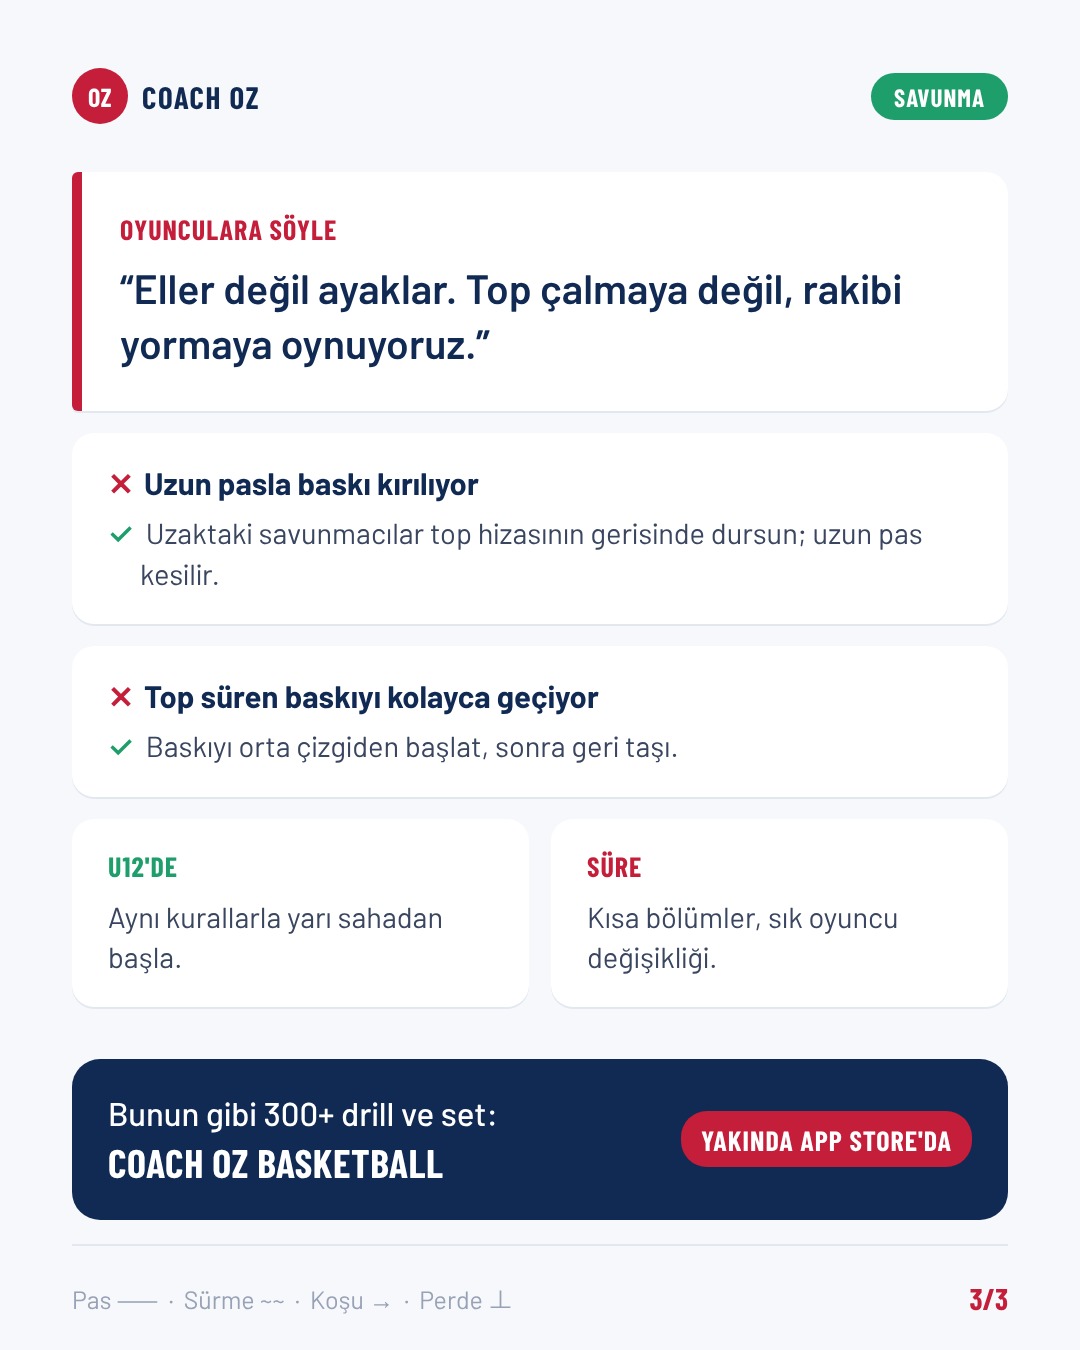 OZ COACH OZ
SAVUNMA
OYUNCULARA SÖYLE
“Eller değil ayaklar. Top çalmaya değil, rakibi
yormaya oynuyoruz.”
✕ Uzun pasla baskı kırılıyor
✓ Uzaktaki savunmacılar top hizasının gerisinde dursun; uzun pas
kesilir.
✕ Top süren baskıyı kolayca geçiyor
✓ Baskıyı orta çizgiden başlat, sonra geri taşı.
U12'DE
Aynı kurallarla yarı sahadan
başla.
SÜRE
Kısa bölümler, sık oyuncu
değişikliği.
Bunun gibi 300+ drill ve set:
COACH OZ BASKETBALL
YAKINDA APP STORE'DA
Pas —— · Sürme ~~ · Koşu → · Perde ⊥
3/3